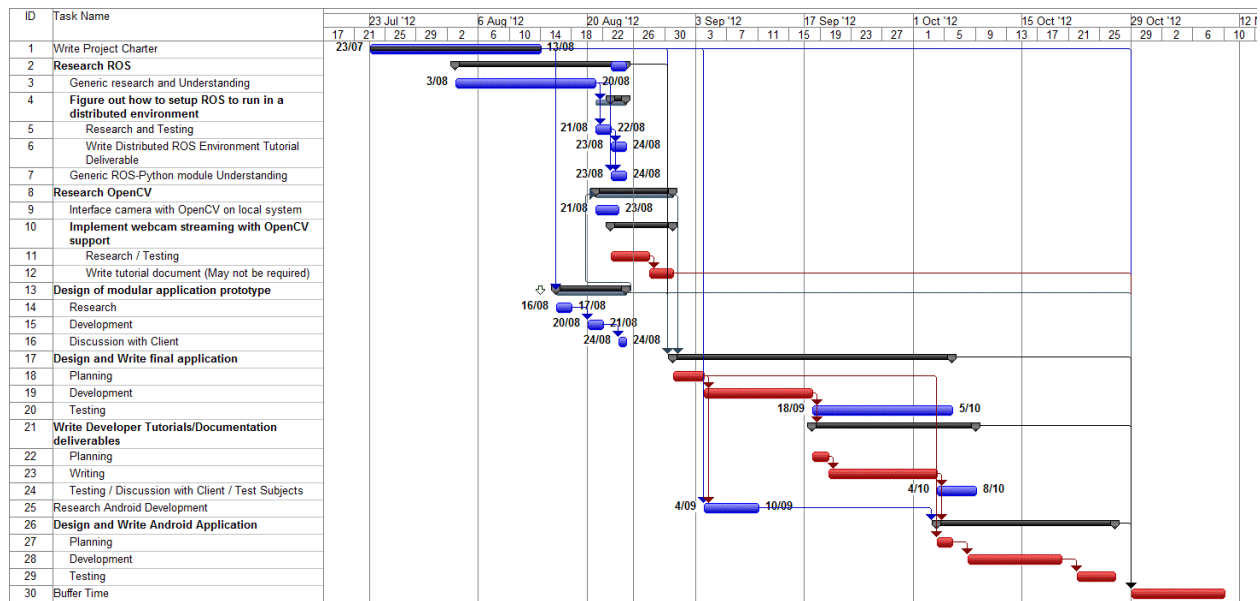 ID Task Name 23 Jul '12 6 Aug '12 20 Aug '12 3 Sep '12 17 Sep '12 1 Oct '12 15 Oct '12 29 Oct '12 12 N
17 21 25 29 2 6 10 14 18 22 26 30 3 7 11 15 19 23 27 1 5 9 13 17 21 25 29 2 6 10
1 Write Project Charter 23/07 13/08
2 Research ROS
3 Generic research and Understanding 3/08 20/08
4 Figure out how to setup ROS to run in a
distributed environment
5 Research and Testing 21/08 22/08
6 Write Distributed ROS Environment Tutorial 23/08 24/08
Deliverable
7 Generic ROS-Python module Understanding 23/08 24/08
8 Research OpenCV
9 Interface camera with OpenCV on local system 21/08 23/08
10 Implement webcam streaming with OpenCV
support
11 Research / Testing
12 Write tutorial document (May not be required)
13 Design of modular application prototype
14 Research 16/08 17/08
15 Development 20/08 21/08
16 Discussion with Client 24/08 24/08
17 Design and Write final application
18 Planning
19 Development
20 Testing 18/09 5/10
21 Write Developer Tutorials/Documentation
deliverables
22 Planning
23 Writing
24 Testing / Discussion with Client / Test Subjects 4/10 8/10
25 Research Android Development 4/09 10/09
26 Design and Write Android Application
27 Planning
28 Development
29 Testing
30 Buffer Time